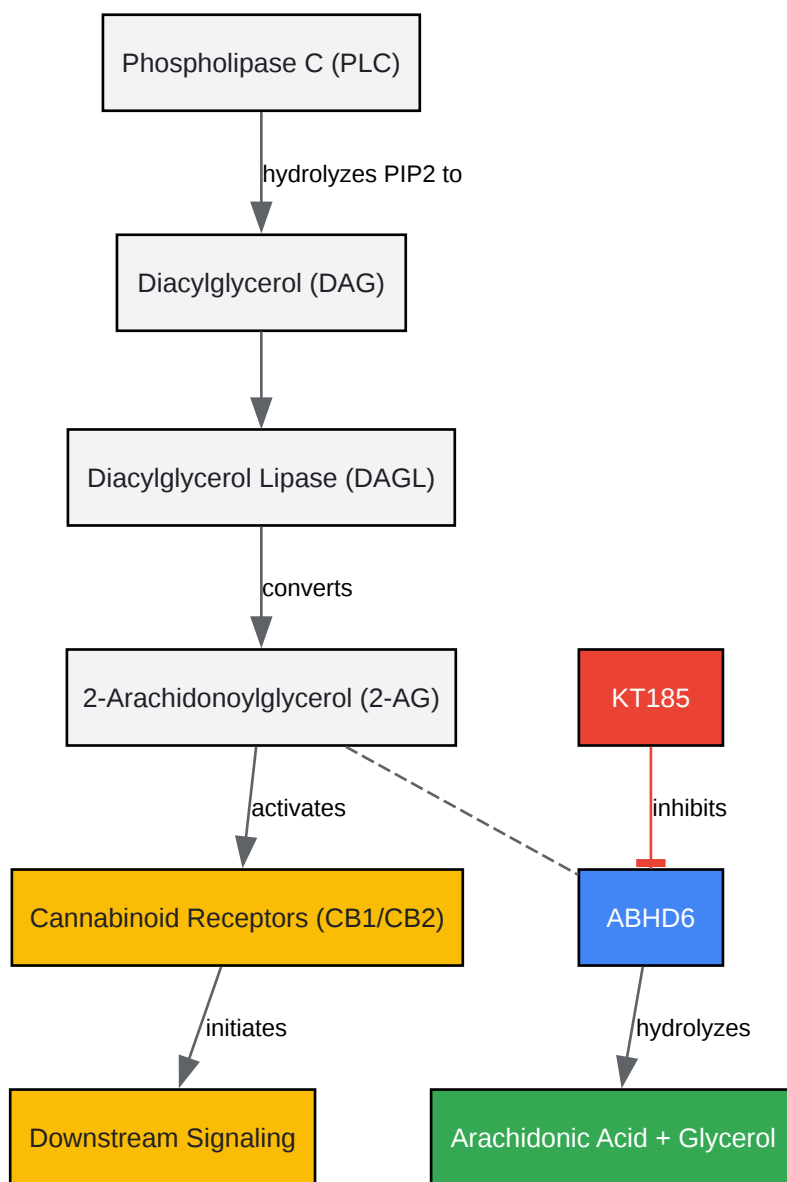 Phospholipase C (PLC)
hydrolyzes PIP2 to
Diacylglycerol (DAG)
Diacylglycerol Lipase (DAGL)
converts
2-Arachidonoylglycerol (2-AG)
KT185
activates
inhibits
Cannabinoid Receptors (CB1/CB2)
ABHD6
initiates
hydrolyzes
Downstream Signaling
Arachidonic Acid + Glycerol